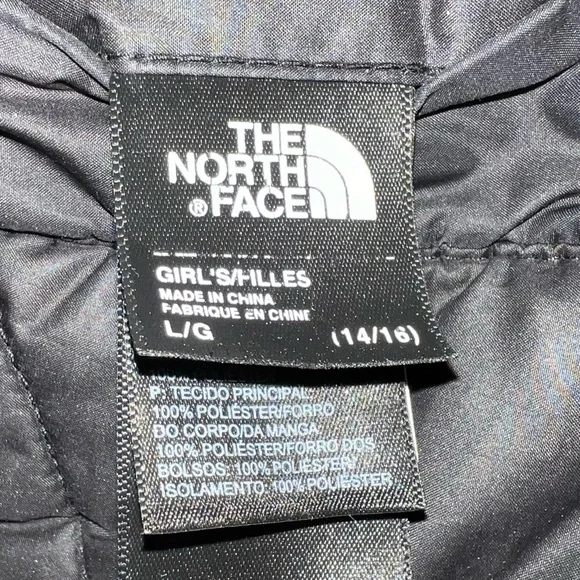 THE
NORTH
® FACE
GIRL'S/FILLES
MADE IN CHINA
FABRIQUE EN CHINE
L/G (14/16)
P: TECIDO PRINCIPAL:
100% POLIÉSTER/FORRO
DO CORPO/DA MANGA:
100% POLIÉSTER/FORRO DOS
BOLSOS: 100% POLIÉSTER/
ISOLAMENTO: 100% POLIÉSTER